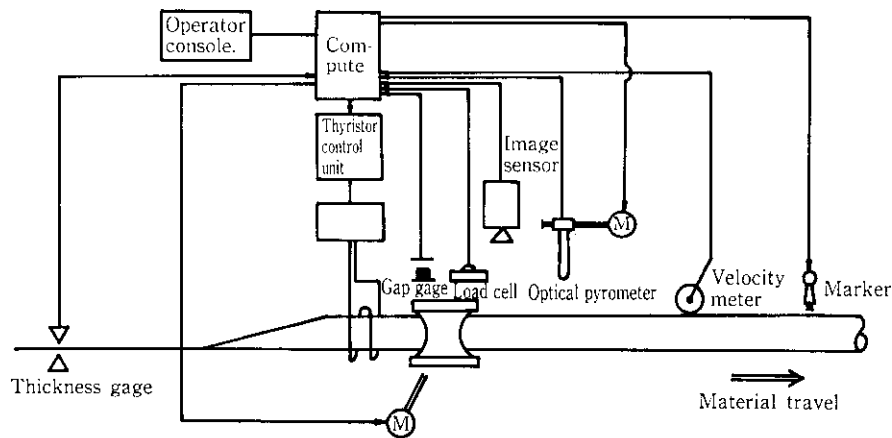 Operator
console.
Com-
pute
Thyristor
control
unit
Image
sensor
M
Gap gage
Load cell
Optical pyrometer
Velocity
meter
Marker
Thickness gage
M
Material travel